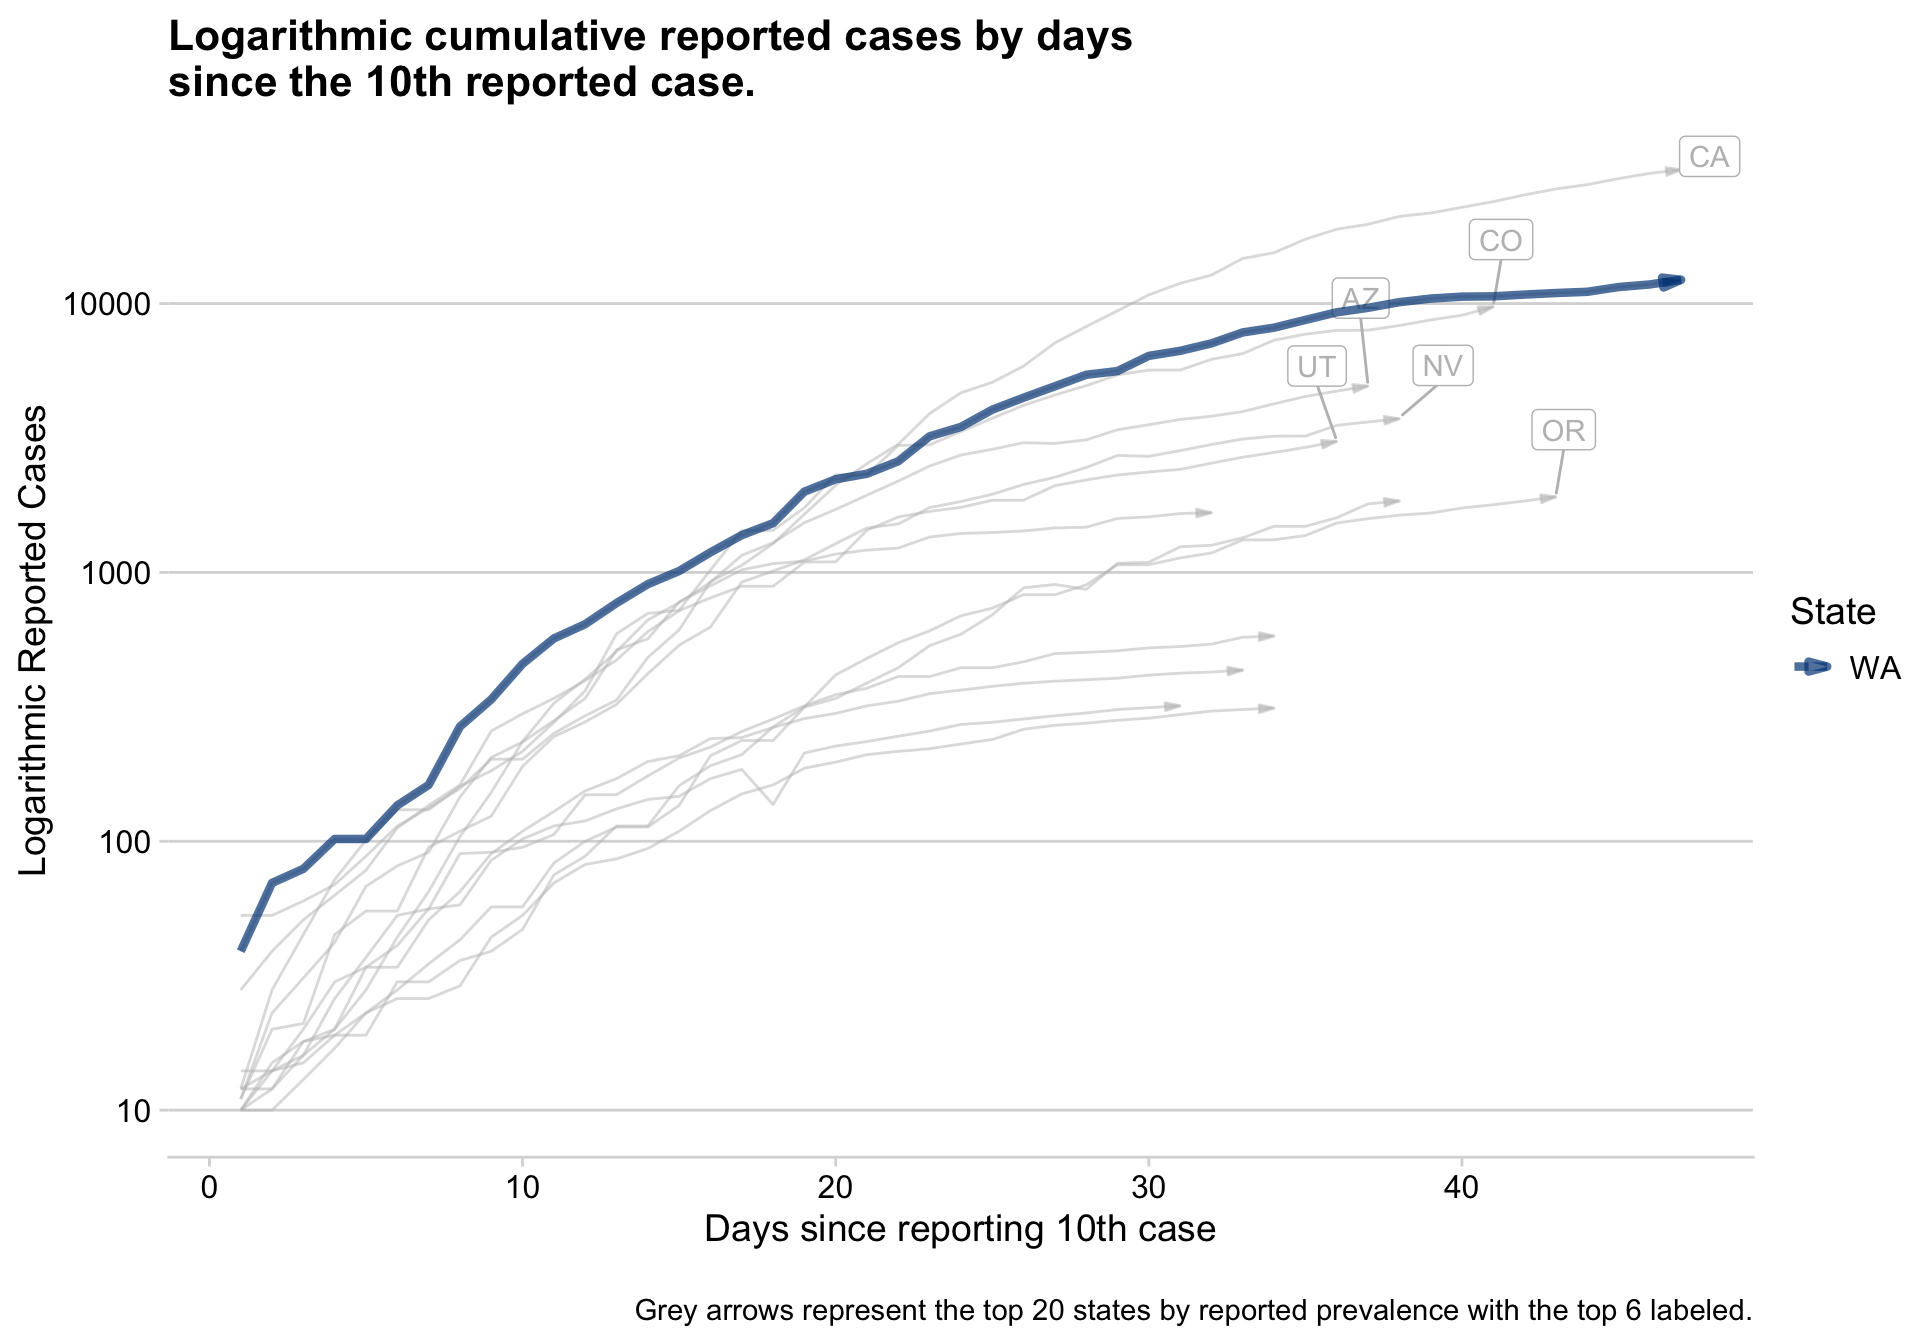 Logarithmic cumulative reported cases by days
since the 10th reported case.
CA
CO
10000
AZ
UT
NV
OR
1000
100
10
Logarithmic Reported Cases
State
WA
0 10 20 30 40
Days since reporting 10th case
Grey arrows represent the top 20 states by reported prevalence with the top 6 labeled.